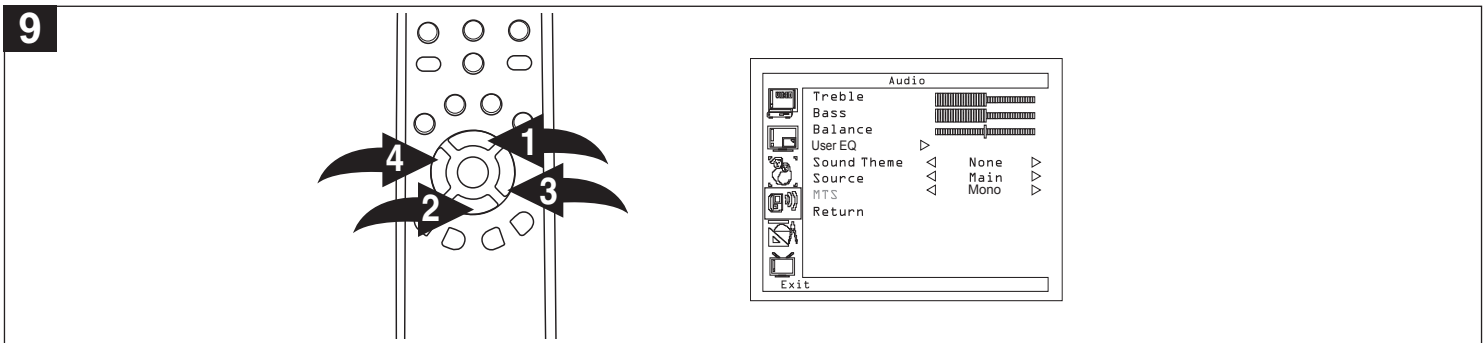 9
1
4
3
2
Audio
Treble
Bass
Balance
User EQ
Sound Theme None
Source Main
MTS Mono
Return
Exit